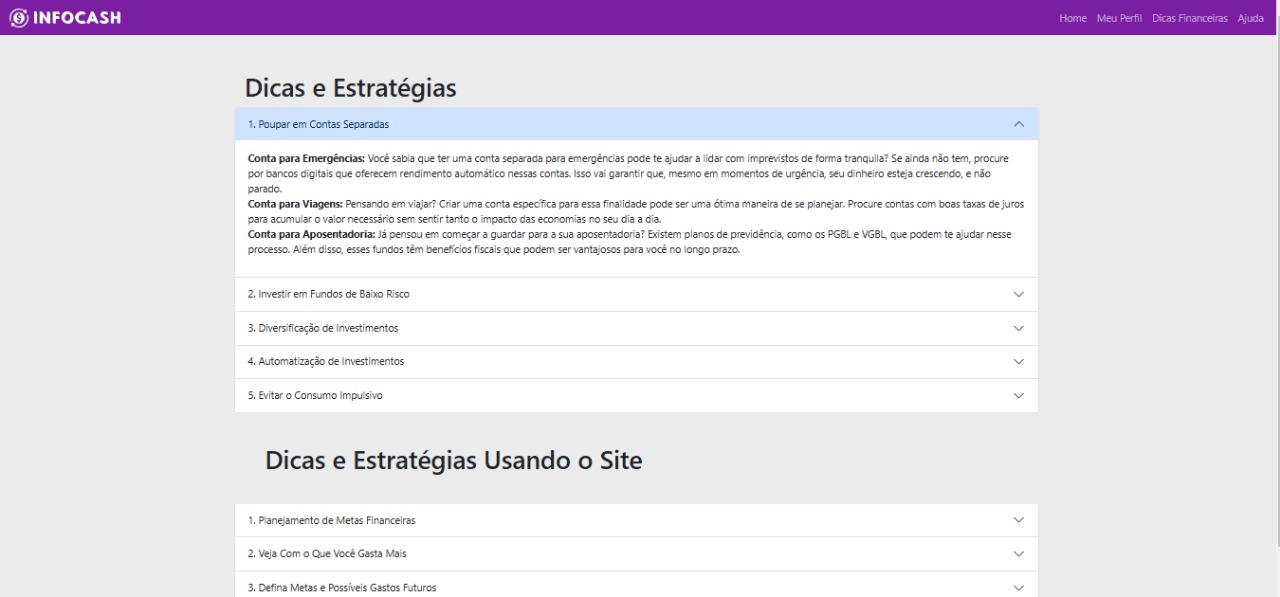 INFOCASH
Home Meu Perfil Dicas Financeiras Ajuda
Dicas e Estratégias
1. Poupar em Contas Separadas
Conta para Emergências: Você sabia que ter uma conta separada para emergências pode te ajudar a lidar com imprevistos de forma tranquila? Se ainda não tem, procure
por bancos digitais que oferecem rendimento automático nessas contas. Isso vai garantir que, mesmo em momentos de urgência, seu dinheiro esteja crescendo, e não
parado.
Conta para Viagens: Pensando em viajar? Criar uma conta específica para essa finalidade pode ser uma ótima maneira de se planejar. Procure contas com boas taxas de juros
para acumular o valor necessário sem sentir tanto o impacto das economias no seu dia a dia.
Conta para Aposentadoria: Já pensou em começar a guardar para a sua aposentadoria? Existem planos de previdência, como os PGBL e VGBL, que podem te ajudar nesse
processo. Além disso, esses fundos têm benefícios fiscais que podem ser vantajosos para você no longo prazo.
2. Investir em Fundos de Baixo Risco
3. Diversificação de Investimentos
4. Automatização de Investimentos
5. Evitar o Consumo Impulsivo
Dicas e Estratégias Usando o Site
1. Planejamento de Metas Financeiras
2. Veja Com o Que Você Gasta Mais
3. Defina Metas e Possíveis Gastos Futuros